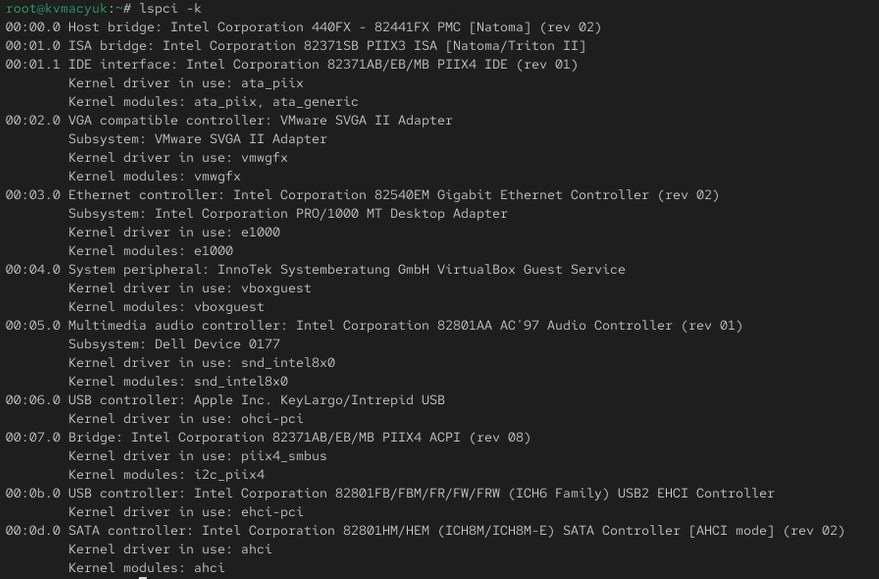 root@kvmacyuk:~# lspci -k
00:00.0 Host bridge: Intel Corporation 440FX - 82441FX PMC [Natoma] (rev 02)
00:01.0 ISA bridge: Intel Corporation 82371SB PIIX3 ISA [Natoma/Triton II]
00:01.1 IDE interface: Intel Corporation 82371AB/EB/MB PIIX4 IDE (rev 01)
        Kernel driver in use: ata_piix
        Kernel modules: ata_piix, ata_generic
00:02.0 VGA compatible controller: VMware SVGA II Adapter
        Subsystem: VMware SVGA II Adapter
        Kernel driver in use: vmwgfx
        Kernel modules: vmwgfx
00:03.0 Ethernet controller: Intel Corporation 82540EM Gigabit Ethernet Controller (rev 02)
        Subsystem: Intel Corporation PRO/1000 MT Desktop Adapter
        Kernel driver in use: e1000
        Kernel modules: e1000
00:04.0 System peripheral: InnoTek Systemberatung GmbH VirtualBox Guest Service
        Kernel driver in use: vboxguest
        Kernel modules: vboxguest
00:05.0 Multimedia audio controller: Intel Corporation 82801AA AC'97 Audio Controller (rev 01)
        Subsystem: Dell Device 0177
        Kernel driver in use: snd_intel8x0
        Kernel modules: snd_intel8x0
00:06.0 USB controller: Apple Inc. KeyLargo/Intrepid USB
        Kernel driver in use: ohci-pci
00:07.0 Bridge: Intel Corporation 82371AB/EB/MB PIIX4 ACPI (rev 08)
        Kernel driver in use: piix4_smbus
        Kernel modules: i2c_piix4
00:0b.0 USB controller: Intel Corporation 82801FB/FBM/FR/FW/FRW (ICH6 Family) USB2 EHCI Controller
        Kernel driver in use: ehci-pci
00:0d.0 SATA controller: Intel Corporation 82801HM/HEM (ICH8M/ICH8M-E) SATA Controller [AHCI mode] (rev 02)
        Kernel driver in use: ahci
        Kernel modules: ahci